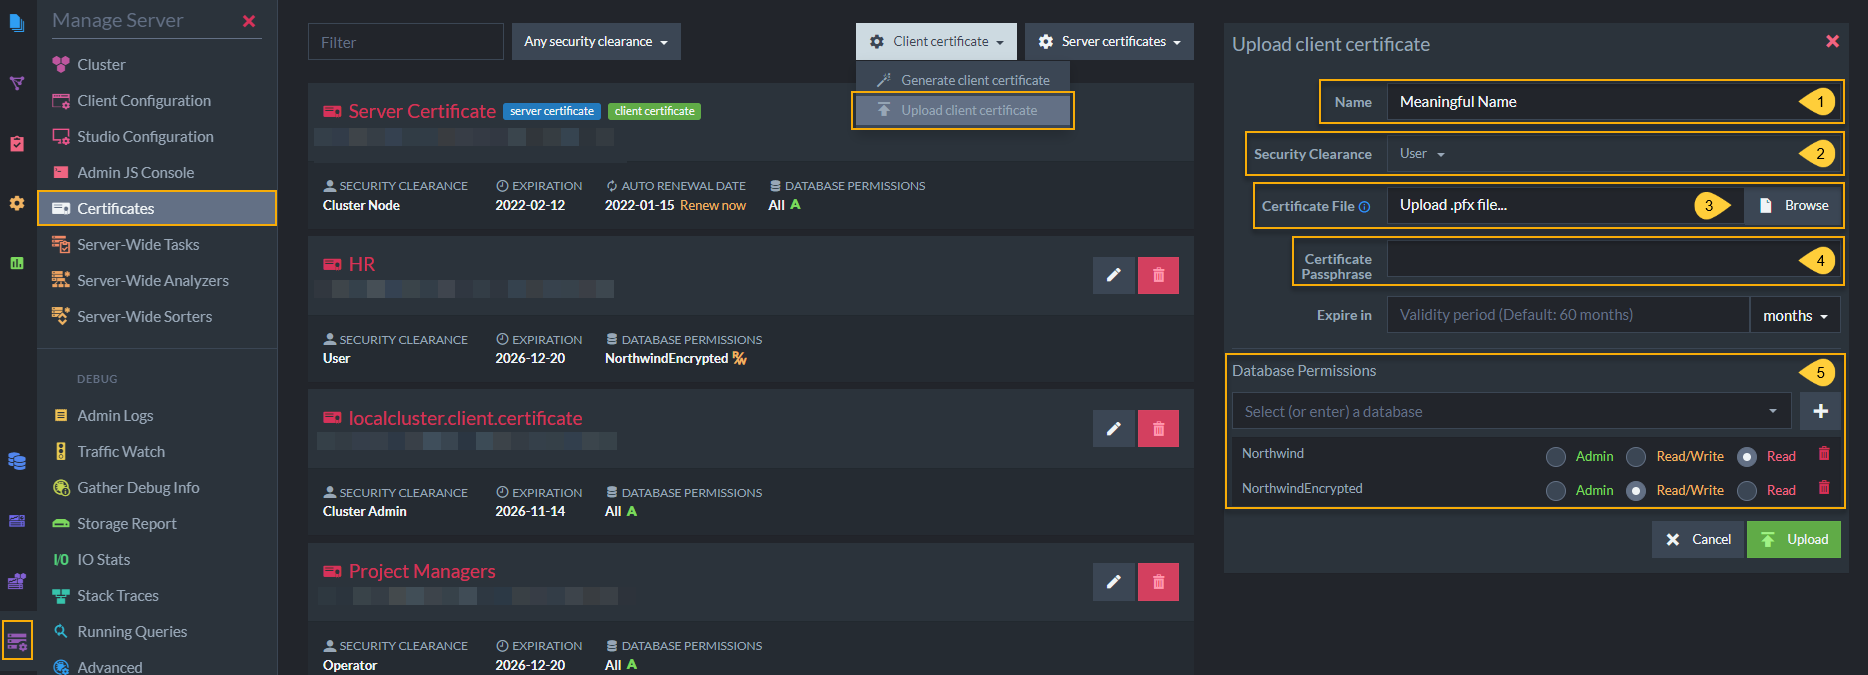 Manage Server
Cluster
Client Configuration
Studio Configuration
Admin JS Console
Certificates
Server-Wide Tasks
Server-Wide Analyzers
Server-Wide Sorters
DEBUG
Admin Logs
Traffic Watch
Gather Debug Info
Storage Report
I/O IO Stats
Stack Traces
Running Queries
Advanced
Filter
Any security clearance
Client certificate
Server certificates
Generate client certificate
Upload client certificate
Server Certificate server certificate client certificate
SECURITY CLEARANCE EXPIRATION AUTO RENEWAL DATE DATABASE PERMISSIONS
Cluster Node 2022-02-12 2022-01-15 Renew now All A
HR
SECURITY CLEARANCE EXPIRATION DATABASE PERMISSIONS
User 2026-12-20 NorthwindEncrypted R/W
localcluster.client.certificate
SECURITY CLEARANCE EXPIRATION DATABASE PERMISSIONS
Cluster Admin 2026-11-14 All A
Project Managers
SECURITY CLEARANCE EXPIRATION DATABASE PERMISSIONS
Operator 2026-12-20 All A
Upload client certificate
Name Meaningful Name 1
Security Clearance User 2
Certificate File Upload .pfx file... 3 Browse
Certificate
Passphrase 4
Expire in Validity period (Default: 60 months) months
Database Permissions 5
Select (or enter) a database
Northwind Admin Read/Write Read
NorthwindEncrypted Admin Read/Write Read
Cancel Upload